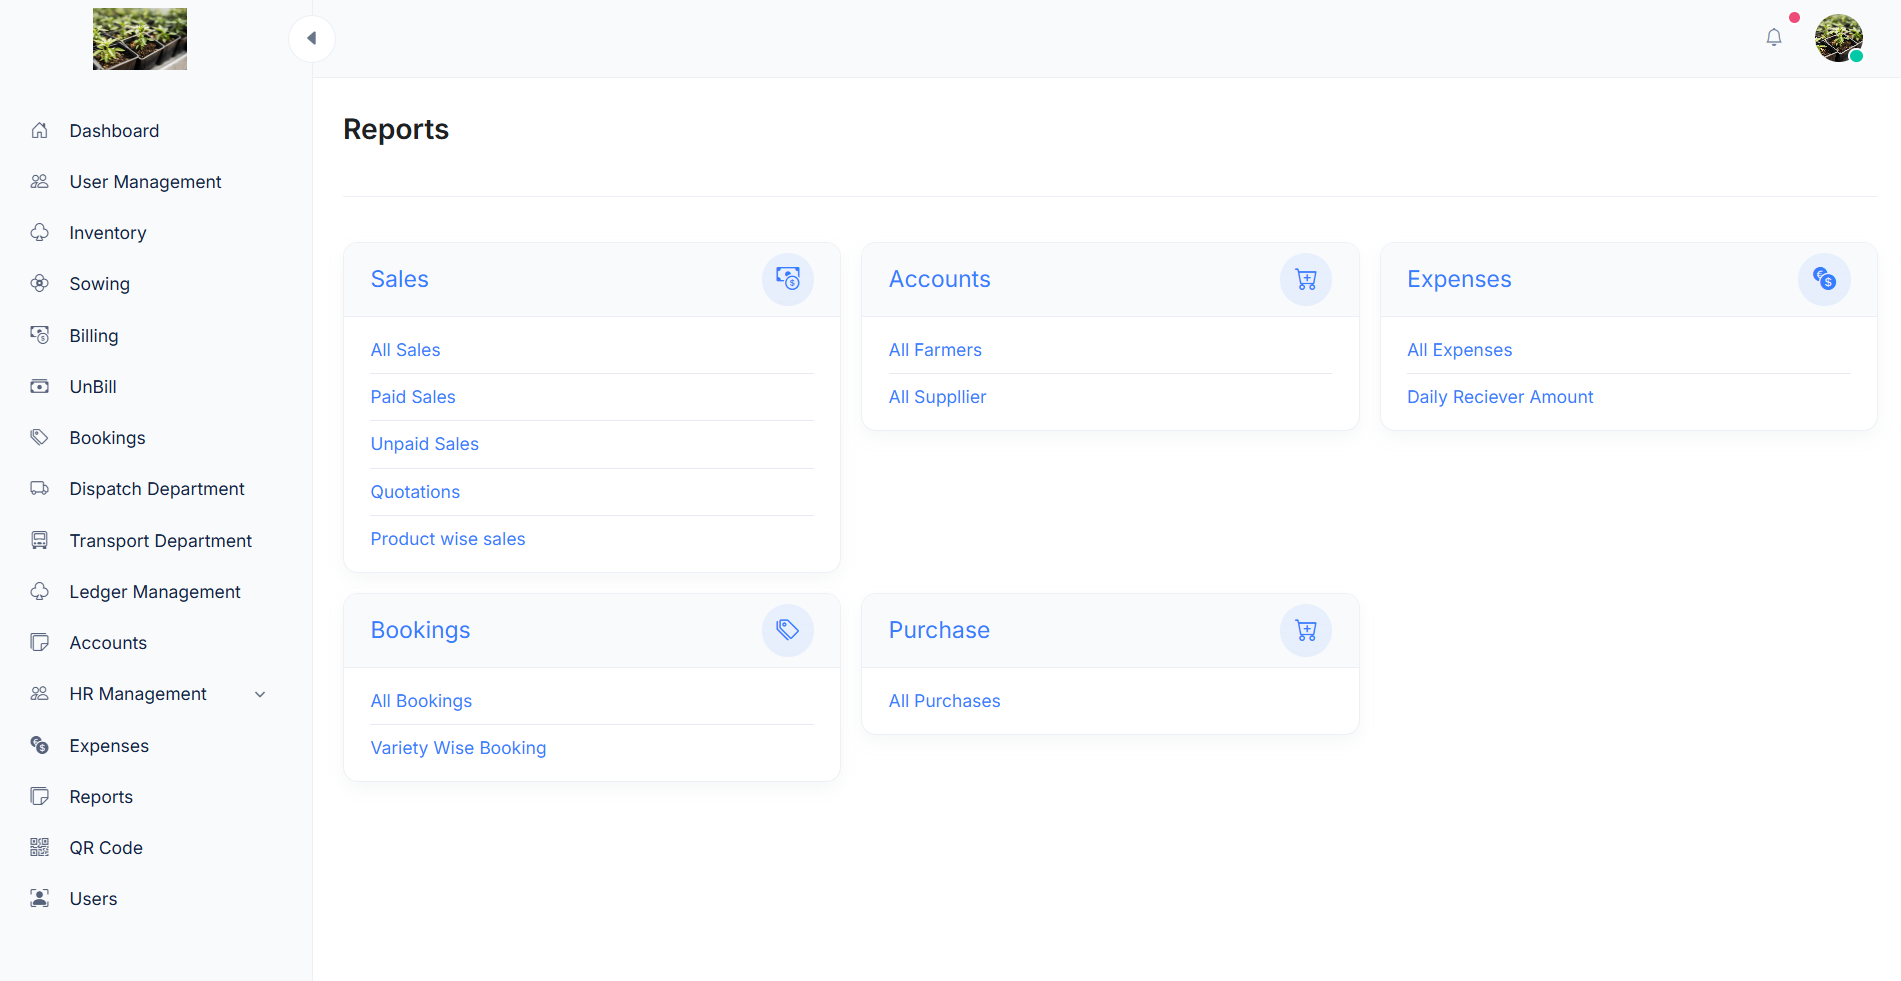 Dashboard
User Management
Inventory
Sowing
Billing
UnBill
Bookings
Dispatch Department
Transport Department
Ledger Management
Accounts
HR Management
Expenses
Reports
QR Code
Users
Reports
Sales
All Sales
Paid Sales
Unpaid Sales
Quotations
Product wise sales
Accounts
All Farmers
All Suppllier
Expenses
All Expenses
Daily Reciever Amount
Bookings
All Bookings
Variety Wise Booking
Purchase
All Purchases